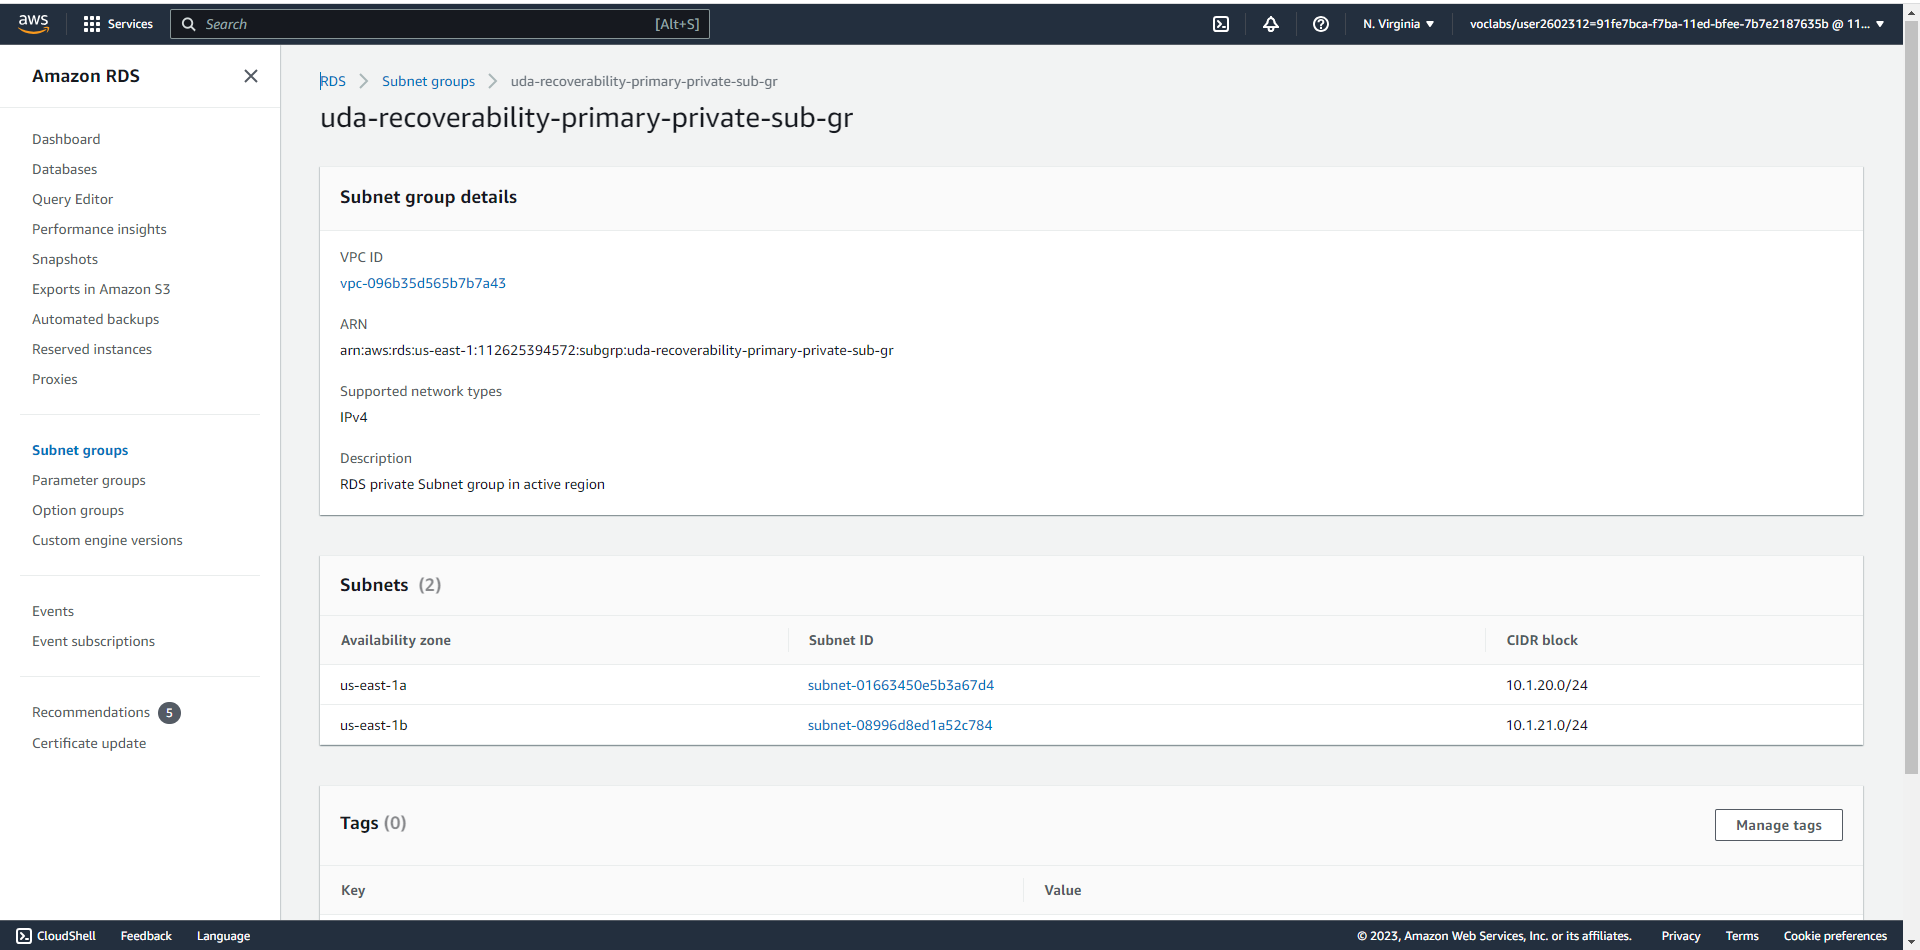 aws
Services
Search
[Alt+S]
N. Virginia
voclabs/user2602312=91fe7bca-f7ba-11ed-bfee-7b7e2187635b @ 11...
Amazon RDS
Dashboard
Databases
Query Editor
Performance insights
Snapshots
Exports in Amazon S3
Automated backups
Reserved instances
Proxies
Subnet groups
Parameter groups
Option groups
Custom engine versions
Events
Event subscriptions
Recommendations 5
Certificate update
RDS > Subnet groups > uda-recoverability-primary-private-sub-gr
uda-recoverability-primary-private-sub-gr
Subnet group details
VPC ID
vpc-096b35d565b7b7a43
ARN
arn:aws:rds:us-east-1:112625394572:subgrp:uda-recoverability-primary-private-sub-gr
Supported network types
IPv4
Description
RDS private Subnet group in active region
Subnets (2)
Availability zone Subnet ID CIDR block
us-east-1a subnet-01663450e5b3a67d4 10.1.20.0/24
us-east-1b subnet-08996d8ed1a52c784 10.1.21.0/24
Tags (0)
Manage tags
Key Value
CloudShell Feedback Language
© 2023, Amazon Web Services, Inc. or its affiliates. Privacy Terms Cookie preferences